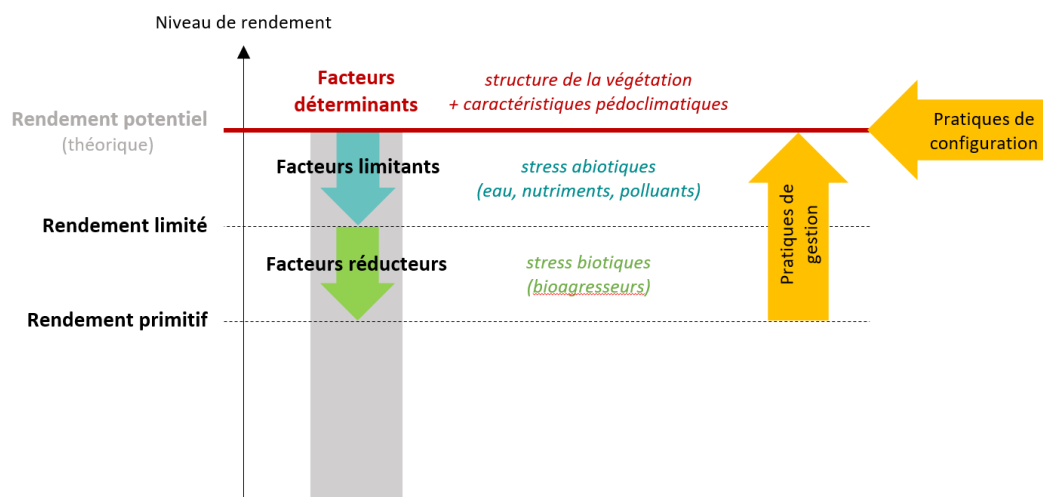 Niveau de rendement
Facteurs
déterminants
structure de la végétation
+ caractéristiques pédoclimatiques
Rendement potentiel
(théorique)
Pratiques de
configuration
Facteurs limitants
stress abiotiques
(eau, nutriments, polluants)
Rendement limité
Pratiques de
gestion
Facteurs réducteurs
stress biotiques
(bioagresseurs)
Rendement primitif